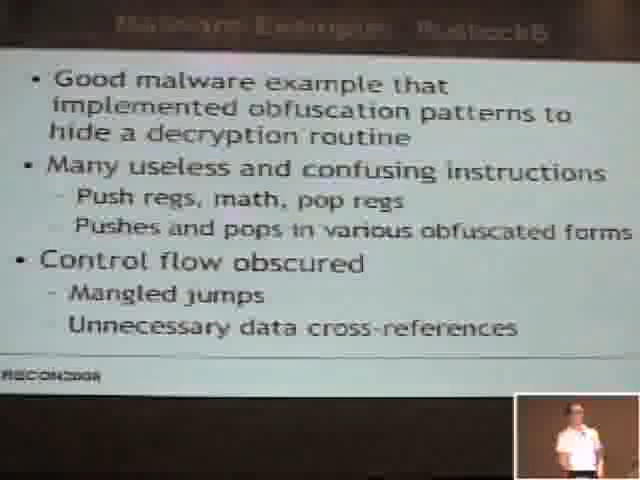 Malware Example: RustockB
• Good malware example that
implemented obfuscation patterns to
hide a decryption routine
• Many useless and confusing instructions
- Push regs, math, pop regs
- Pushes and pops in various obfuscated forms
• Control flow obscured
- Mangled jumps
- Unnecessary data cross-references
RECON2008